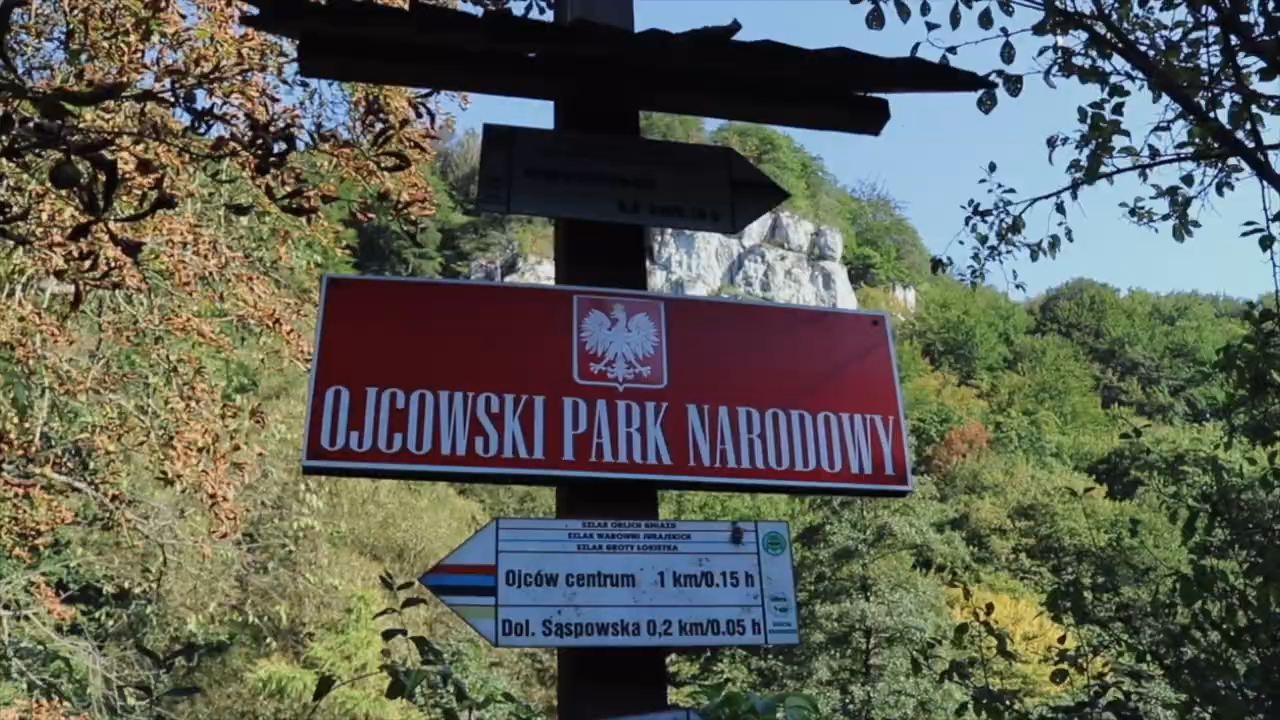 OJCOWSKI PARK NARODOWY
SZLAK ORLICH GNIAZD
SZLAK WAROWNI JURAJSKICH
SZLAK GROTY ŁOKIETKA
Ojców centrum 1 km/0.15 h
Dol. Sąspowska 0,2 km/0.05 h